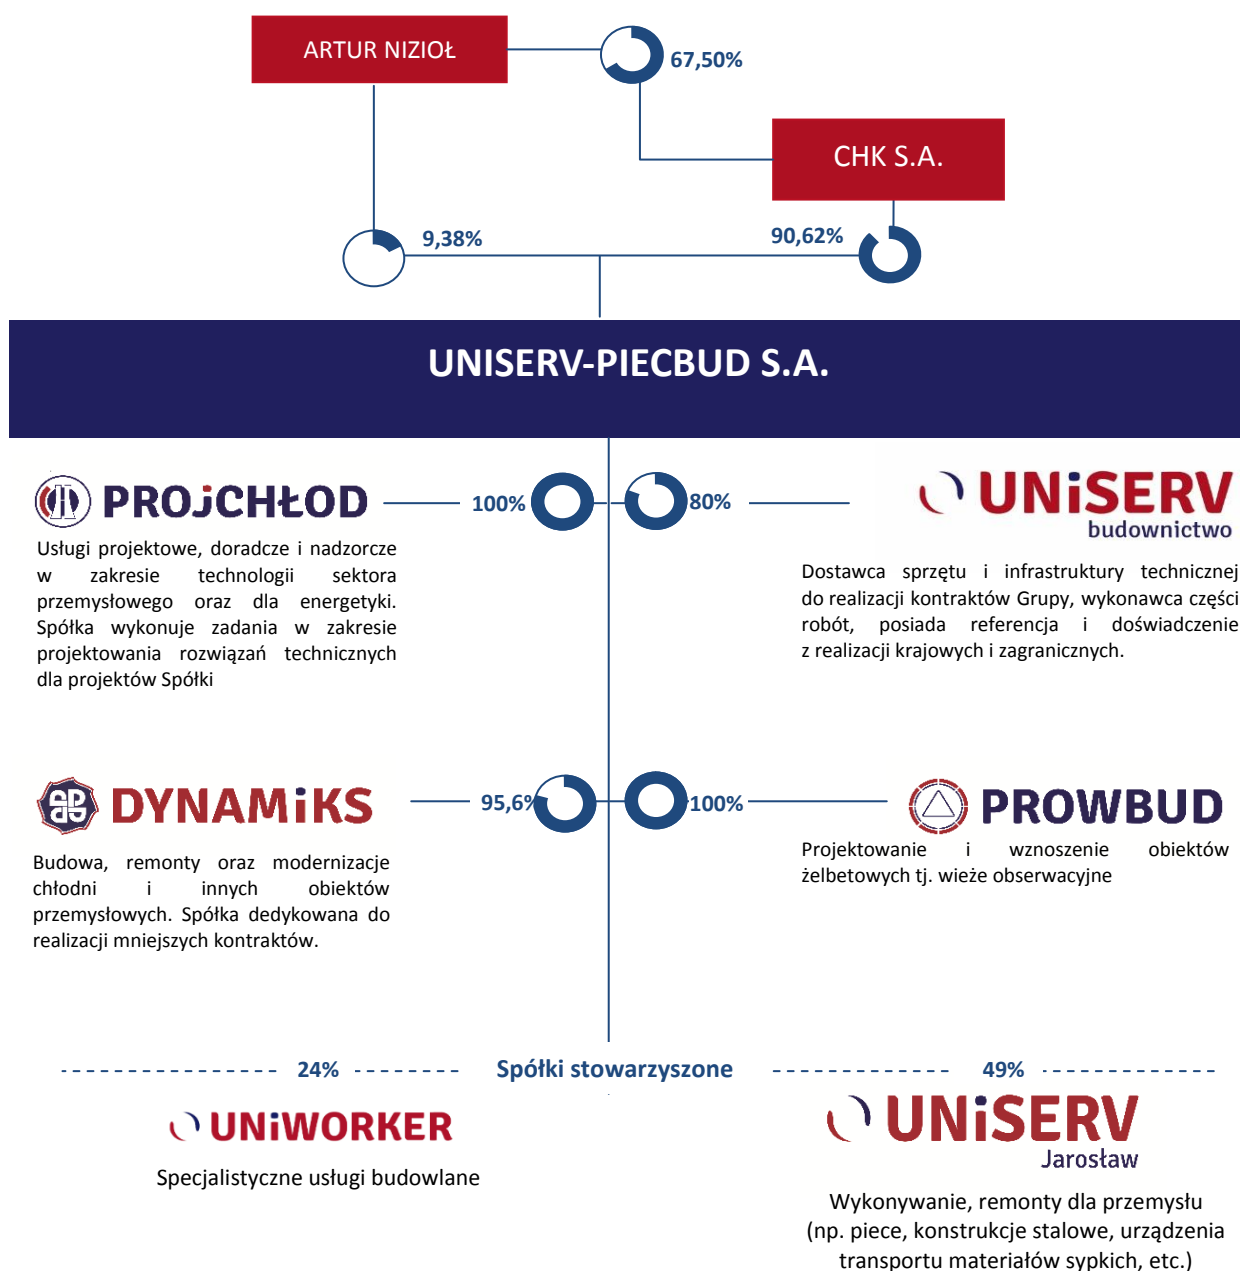 ARTUR NIZIOŁ
67,50%
CHK S.A.
9,38%
90,62%
UNISERV-PIECBUD S.A.
PROjCHŁOD
100%
80%
UNiSERV
budownictwo
Usługi projektowe, doradcze i nadzorcze
w zakresie technologii sektora
przemysłowego oraz dla energetyki.
Spółka wykonuje zadania w zakresie
projektowania rozwiązań technicznych
dla projektów Spółki
Dostawca sprzętu i infrastruktury technicznej
do realizacji kontraktów Grupy, wykonawca części
robót, posiada referencja i doświadczenie
z realizacji krajowych i zagranicznych.
DYNAMiKS
95,6%
100%
PROWBUD
Budowa, remonty oraz modernizacje
chłodni i innych obiektów
przemysłowych. Spółka dedykowana do
realizacji mniejszych kontraktów.
Projektowanie i wznoszenie obiektów
żelbetowych tj. wieże obserwacyjne
24%
Spółki stowarzyszone
49%
UNiWORKER
Specjalistyczne usługi budowlane
UNiSERV
Jarosław
Wykonywanie, remonty dla przemysłu
(np. piece, konstrukcje stalowe, urządzenia
transportu materiałów sypkich, etc.)